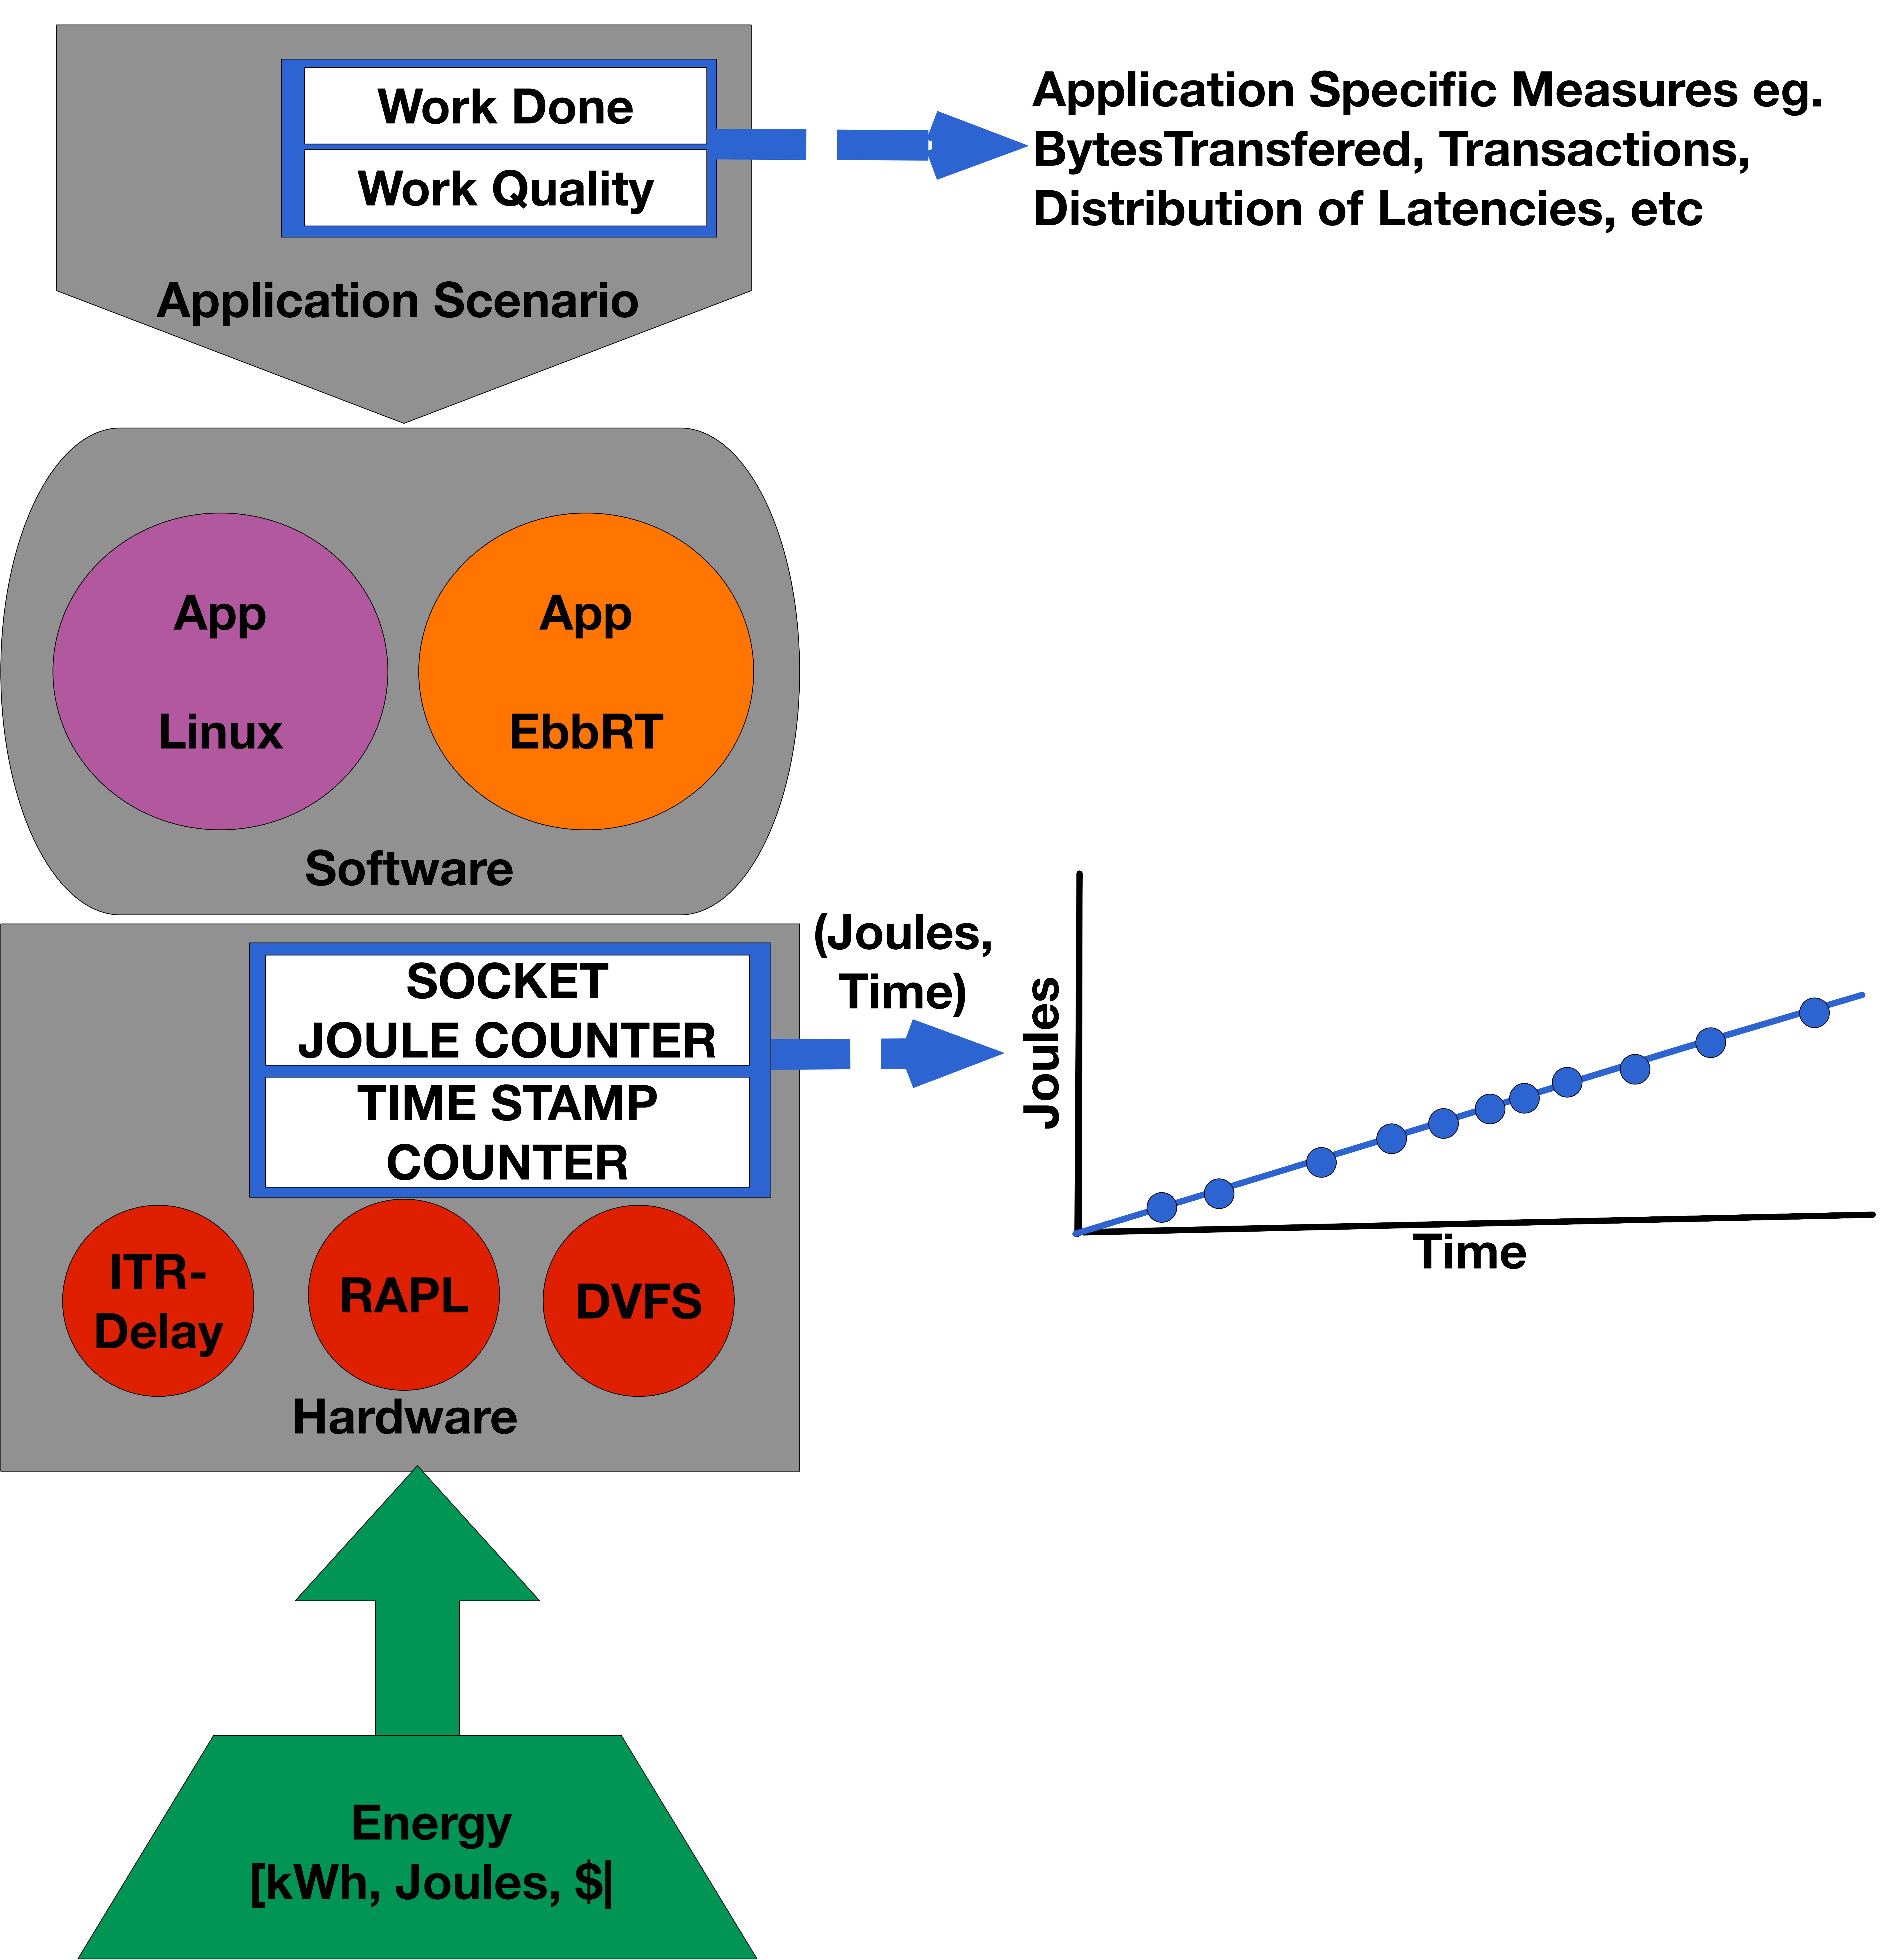 Work Done
Work Quality
Application Scenario
Application Specific Measures eg.
BytesTransfered, Transactions,
Distribution of Latencies, etc
App
Linux
App
EbbRT
Software
SOCKET
JOULE COUNTER
TIME STAMP
COUNTER
(Joules,
Time)
Joules
Time
ITR-
Delay
RAPL
DVFS
Hardware
Energy
[kWh, Joules, $|